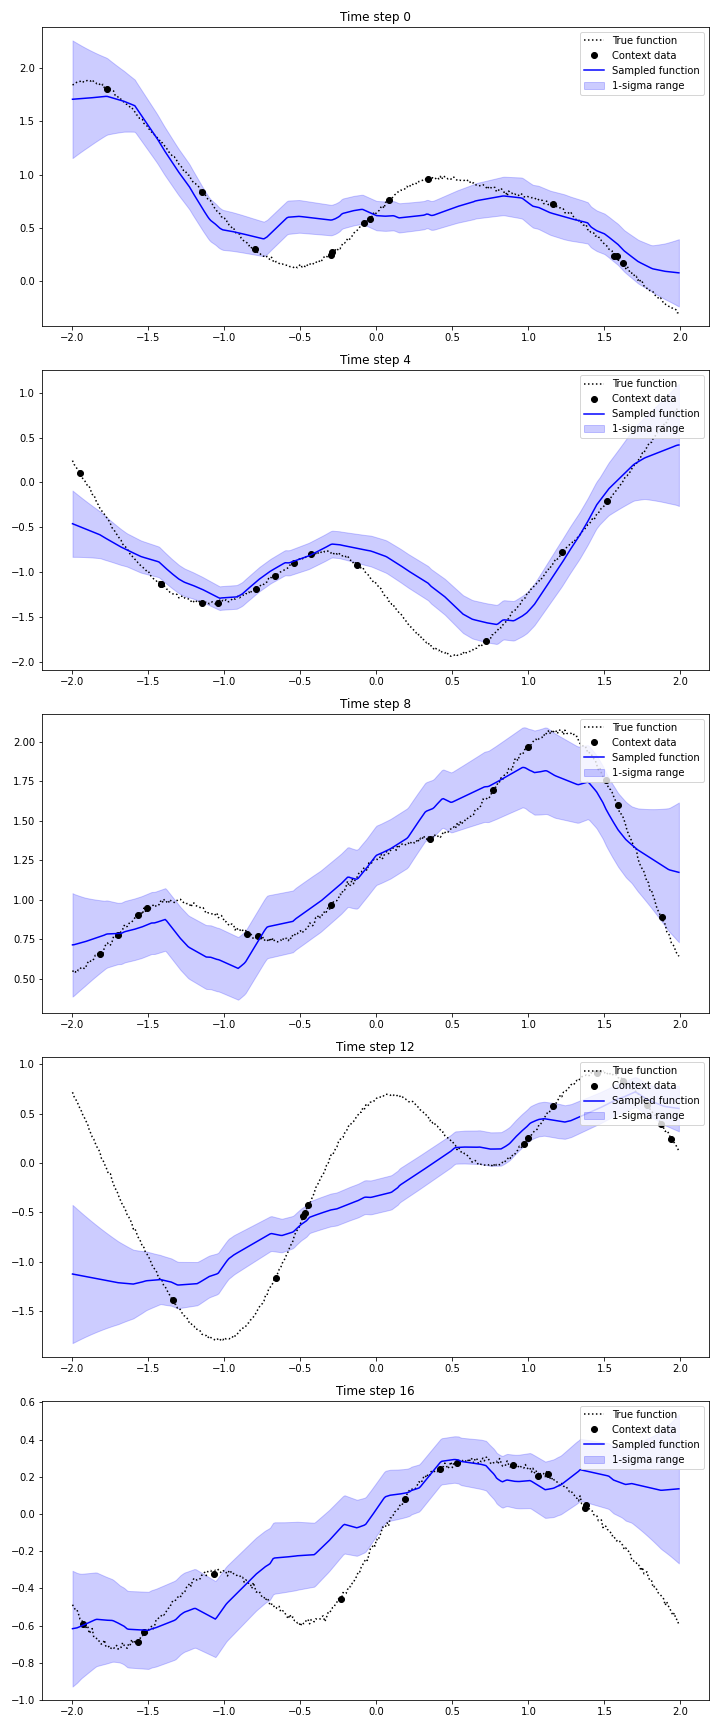 Time step 0
True function
Context data
Sampled function
1-sigma range
2.0
1.5
1.0
0.5
0.0
−2.0 −1.5 −1.0 −0.5 0.0 0.5 1.0 1.5 2.0
Time step 4
True function
Context data
Sampled function
1-sigma range
1.0
0.5
0.0
−0.5
−1.0
−1.5
−2.0
−2.0 −1.5 −1.0 −0.5 0.0 0.5 1.0 1.5 2.0
Time step 8
True function
Context data
Sampled function
1-sigma range
2.00
1.75
1.50
1.25
1.00
0.75
0.50
−2.0 −1.5 −1.0 −0.5 0.0 0.5 1.0 1.5 2.0
Time step 12
True function
Context data
Sampled function
1-sigma range
1.0
0.5
0.0
−0.5
−1.0
−1.5
−2.0 −1.5 −1.0 −0.5 0.0 0.5 1.0 1.5 2.0
Time step 16
True function
Context data
Sampled function
1-sigma range
0.6
0.4
0.2
0.0
−0.2
−0.4
−0.6
−0.8
−1.0
−2.0 −1.5 −1.0 −0.5 0.0 0.5 1.0 1.5 2.0